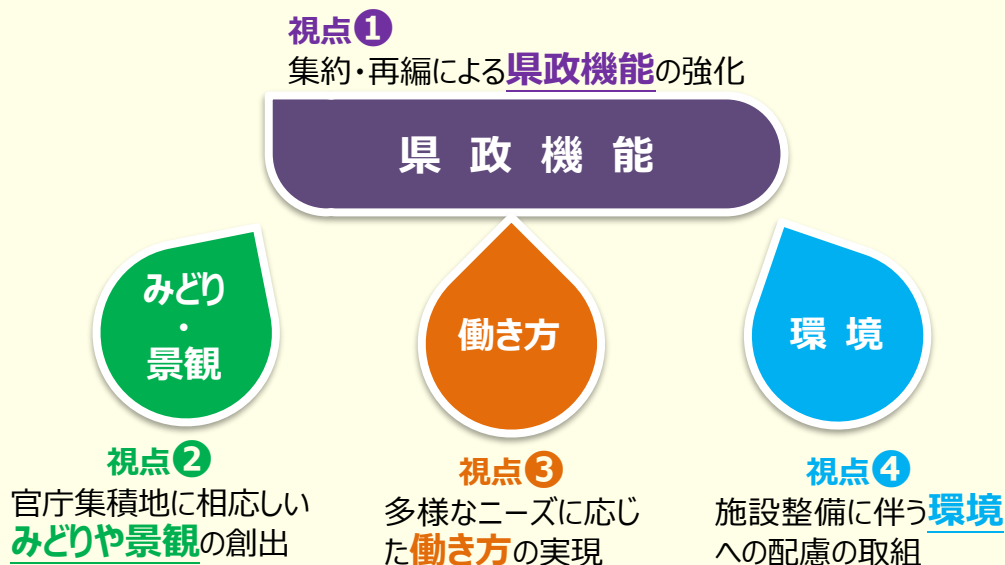 視点❶
集約・再編による県政機能の強化
県政機能
みどり
・
景観
働き方
環境
視点❷
官庁集積地に相応しい
みどりや景観の創出
視点❸
多様なニーズに応じ
た働き方の実現
視点❹
施設整備に伴う環境
への配慮の取組